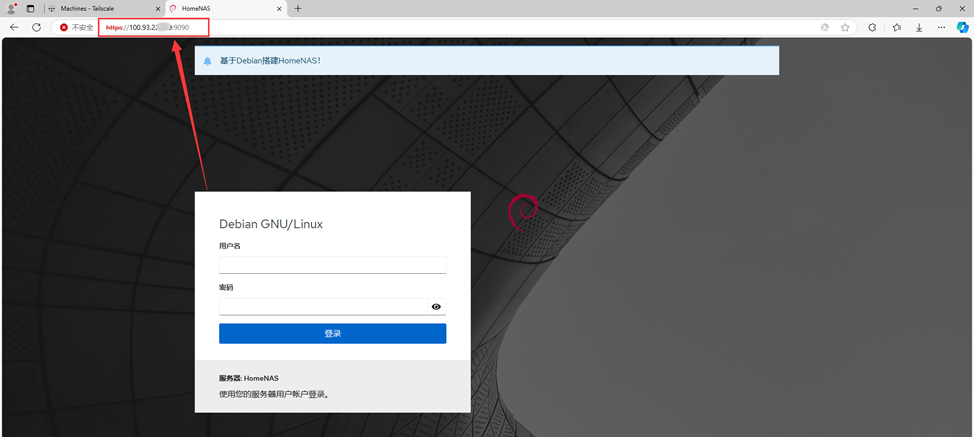 Machines - Tailscale
HomeNAS
不安全
https://100.93.22 9:9090
基于Debian搭建HomeNAS!
Debian GNU/Linux
用户名
密码
登录
服务器: HomeNAS
使用您的服务器用户帐户登录。